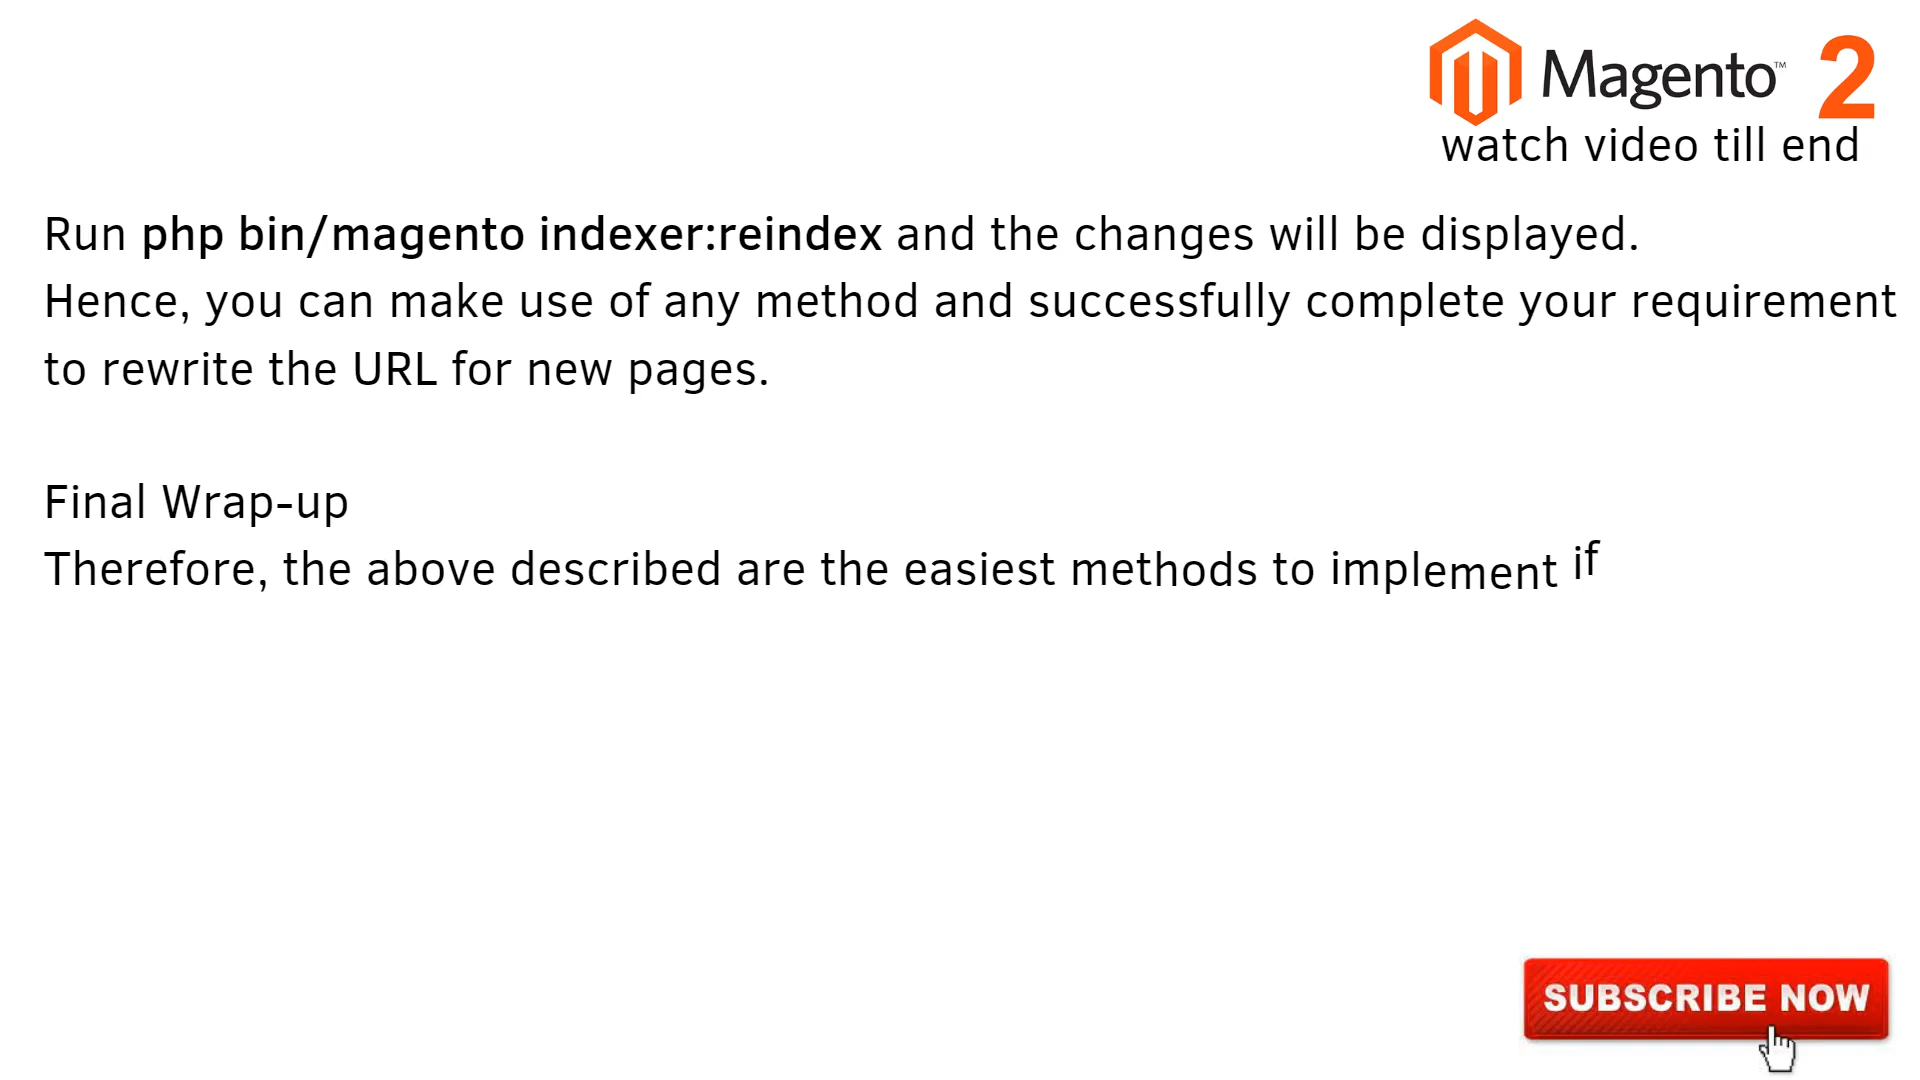 Magento™ 2
watch video till end
Run php bin/magento indexer:reindex and the changes will be displayed.
Hence, you can make use of any method and successfully complete your requirement
to rewrite the URL for new pages.
Final Wrap-up
Therefore, the above described are the easiest methods to implement if
SUBSCRIBE NOW